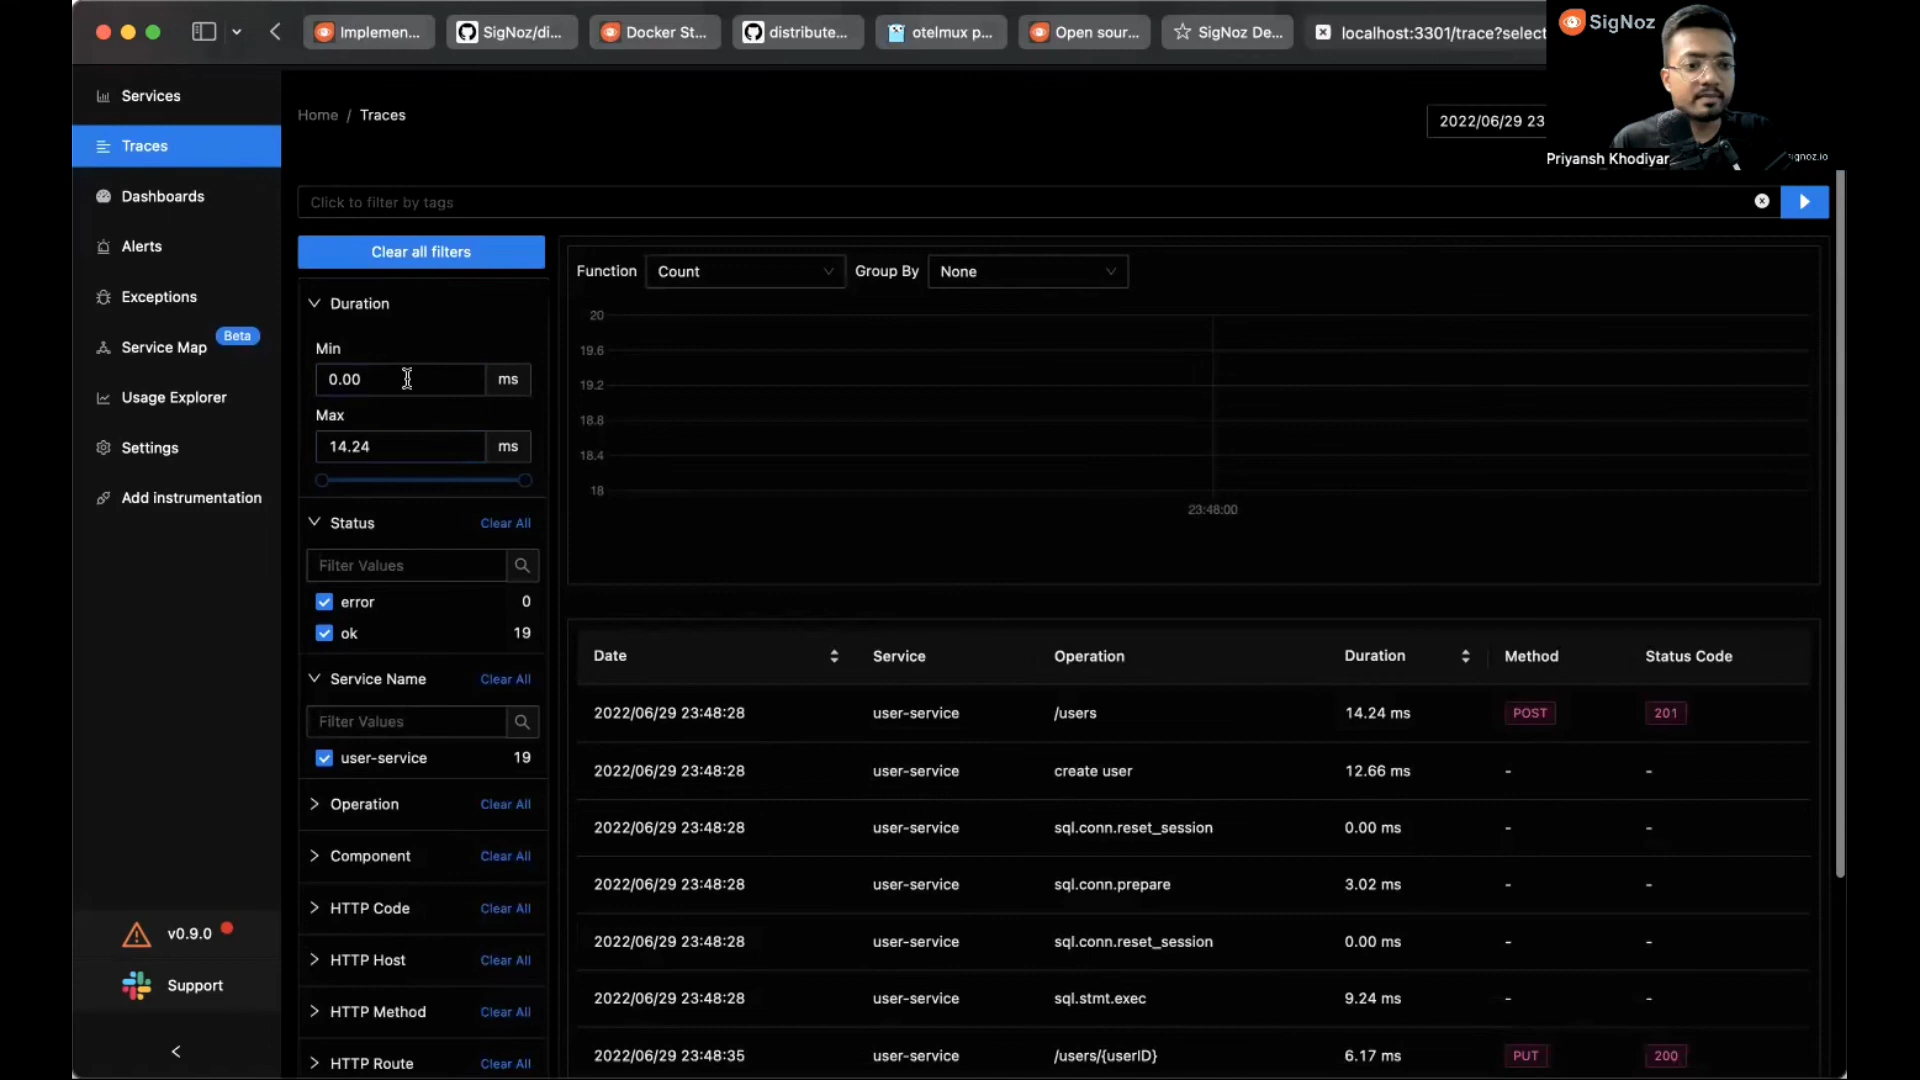 Implemen...
SigNoz/di...
Docker St...
distribute...
otelmux p...
Open sour...
SigNoz De...
localhost:3301/trace?select
SigNoz
Priyansh Khodiyar
Services
Traces
Dashboards
Alerts
Exceptions
Service Map
Beta
Usage Explorer
Settings
Add instrumentation
v0.9.0
Support
Home / Traces
2022/06/29 23
Click to filter by tags
Clear all filters
Duration
Min
0.00 ms
Max
14.24 ms
Status Clear All
Filter Values
error 0
ok 19
Service Name Clear All
Filter Values
user-service 19
Operation Clear All
Component Clear All
HTTP Code Clear All
HTTP Host Clear All
HTTP Method Clear All
HTTP Route Clear All
Function Count Group By None
20
19.6
19.2
18.8
18.4
18
23:48:00
Date Service Operation Duration Method Status Code
2022/06/29 23:48:28 user-service /users 14.24 ms POST 201
2022/06/29 23:48:28 user-service create user 12.66 ms - -
2022/06/29 23:48:28 user-service sql.conn.reset_session 0.00 ms - -
2022/06/29 23:48:28 user-service sql.conn.prepare 3.02 ms - -
2022/06/29 23:48:28 user-service sql.conn.reset_session 0.00 ms - -
2022/06/29 23:48:28 user-service sql.stmt.exec 9.24 ms - -
2022/06/29 23:48:35 user-service /users/{userID} 6.17 ms PUT 200